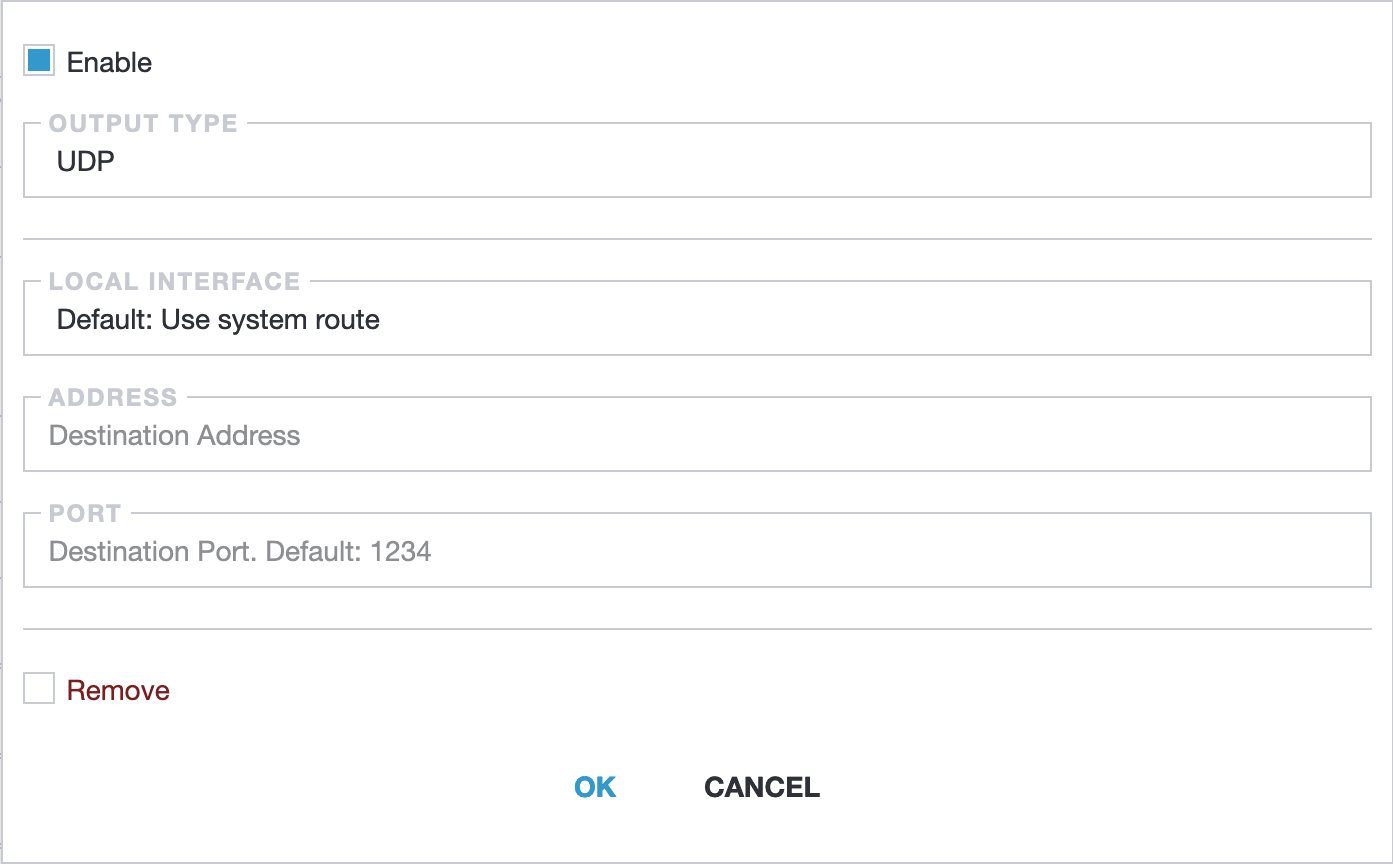 Enable
OUTPUT TYPE
UDP
LOCAL INTERFACE
Default: Use system route
ADDRESS
Destination Address
PORT
Destination Port. Default: 1234
Remove
OK CANCEL